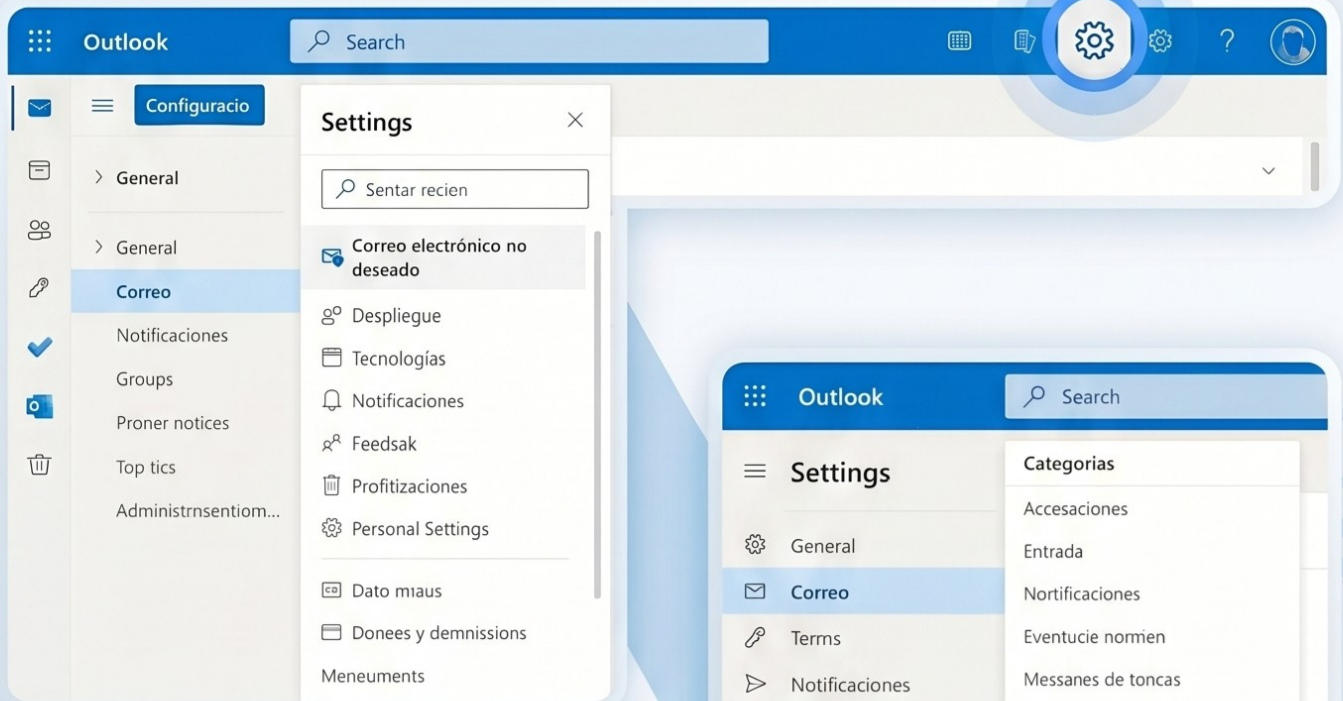 Outlook
Search
Configuracio
General
General
Correo
Notificaciones
Groups
Proner notices
Top tics
Administrnsentiom...
Settings
Sentar recien
Correo electrónico no
deseado
Despliegue
Tecnologías
Notificaciones
Feedsak
Profitizaciones
Personal Settings
Dato mıaus
Donees y demnissions
Meneuments
Outlook
Search
Settings
General
Correo
Terms
Notificaciones
Categorias
Accesaciones
Entrada
Nortificaciones
Eventucie nomıen
Messanes de toncas